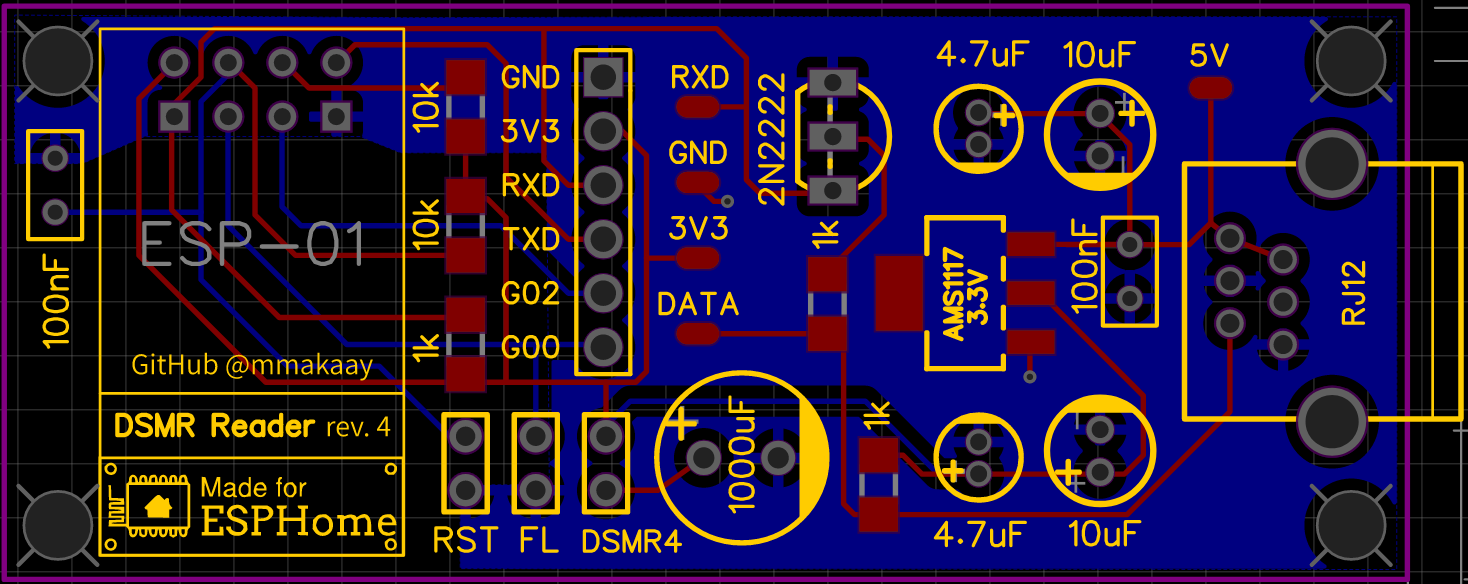 4.7uF
10uF
5V
GND
10k
3V3
RXD
GND
RXD
3V3
DATA
2N2222
TXD
10k
GO2
GO0
1k
1k
ESP-01
100nF
GitHub @mmakaay
DSMR Reader rev. 4
Made for
ESPHome
RST
FL
DSMR4
1000uF
1k
AMS1117
3.3V
100nF
RJ12
4.7uF
10uF